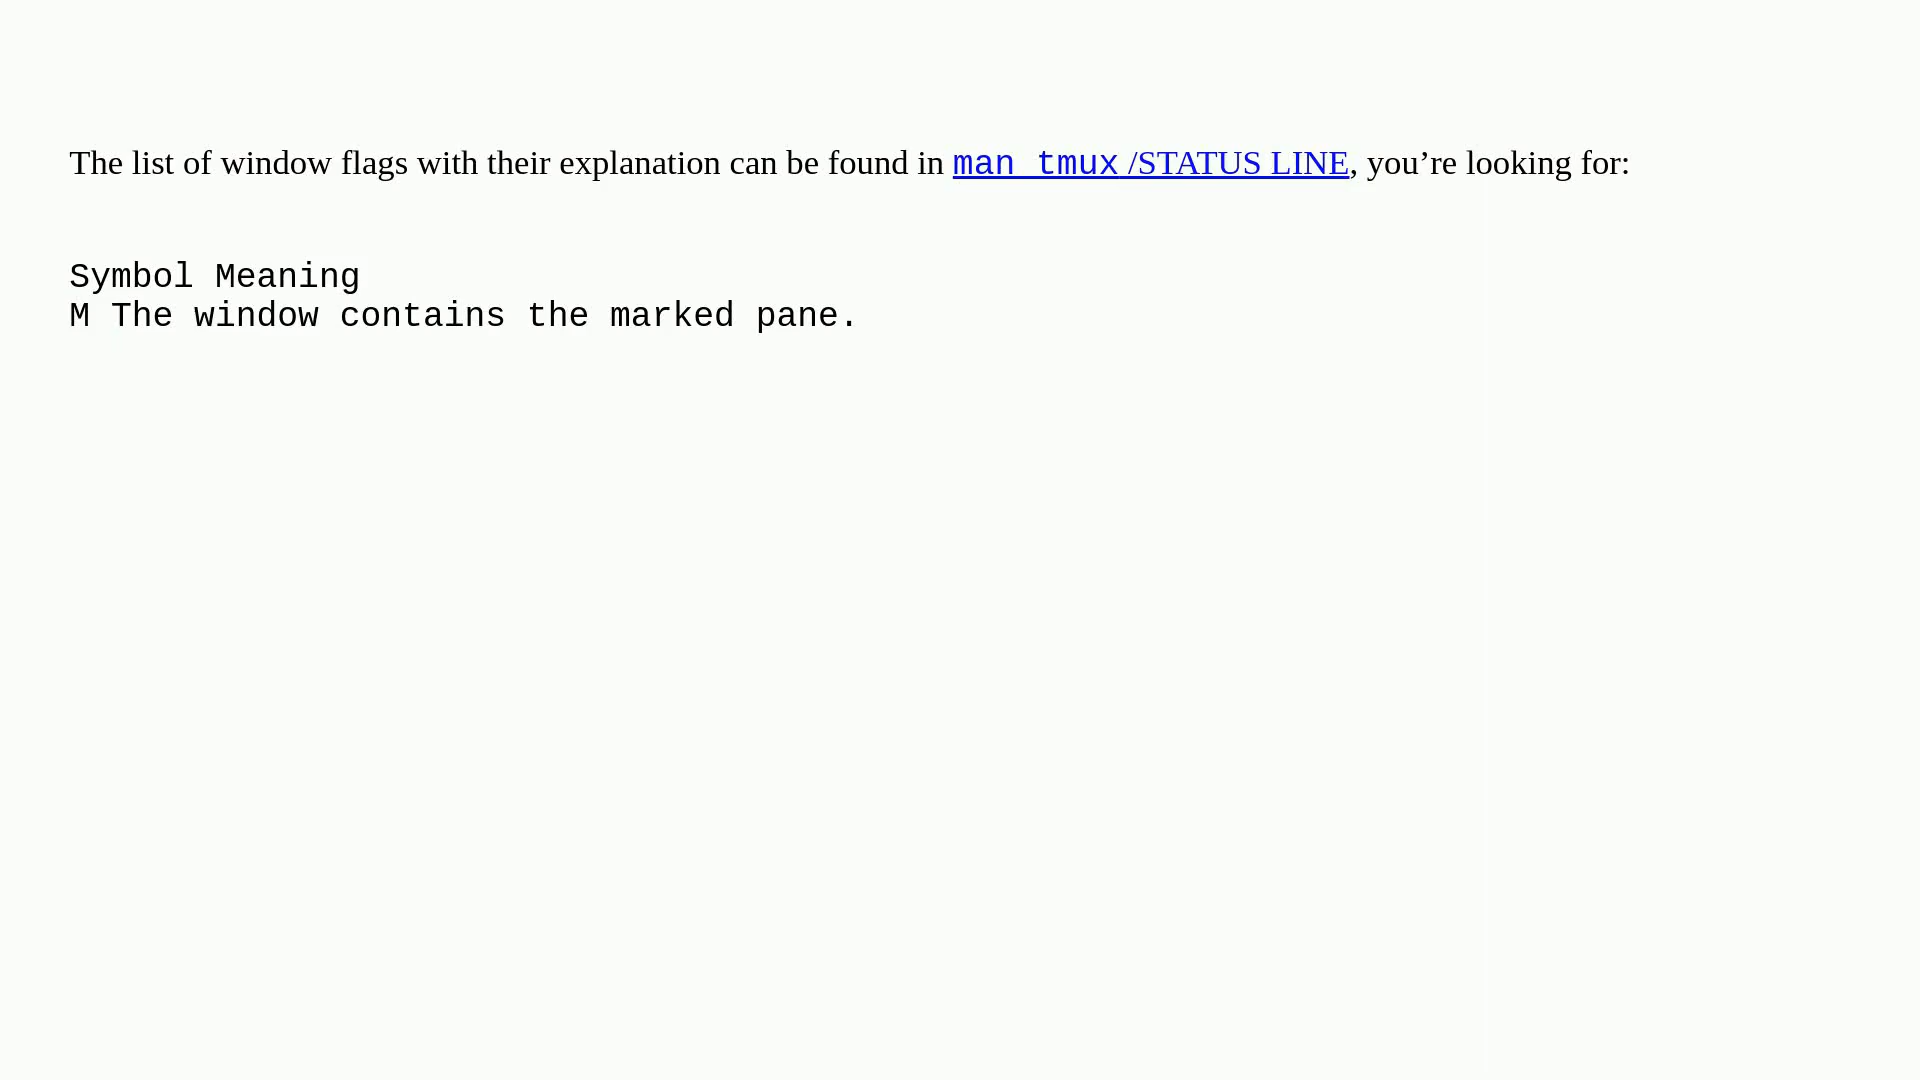 The list of window flags with their explanation can be found in man tmux /STATUS LINE, you’re looking for:
Symbol Meaning
M The window contains the marked pane.